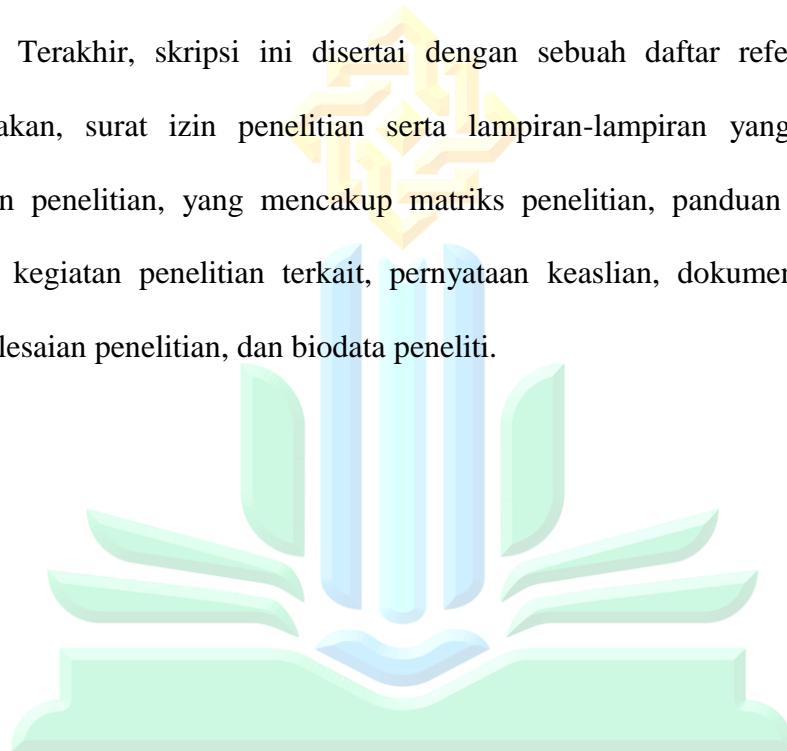 Terakhir, skripsi ini disertai dengan sebuah daftar refe
akan, surat izin penelitian serta lampiran-lampiran yang
n penelitian, yang mencakup matriks penelitian, panduan
kegiatan penelitian terkait, pernyataan keaslian, dokumen
lesaian penelitian, dan biodata peneliti.